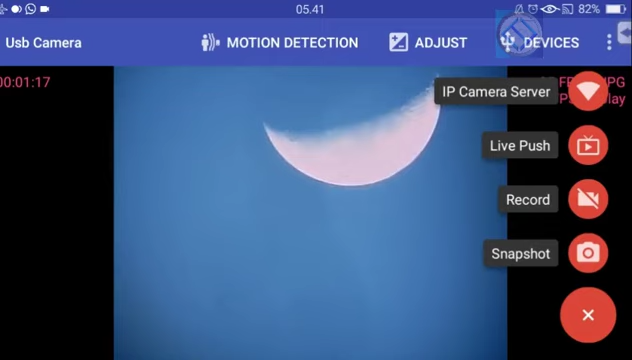 05.41
82%
Usb Camera
MOTION DETECTION
ADJUST
DEVICES
00:01:17
IP Camera Server
Live Push
Record
Snapshot